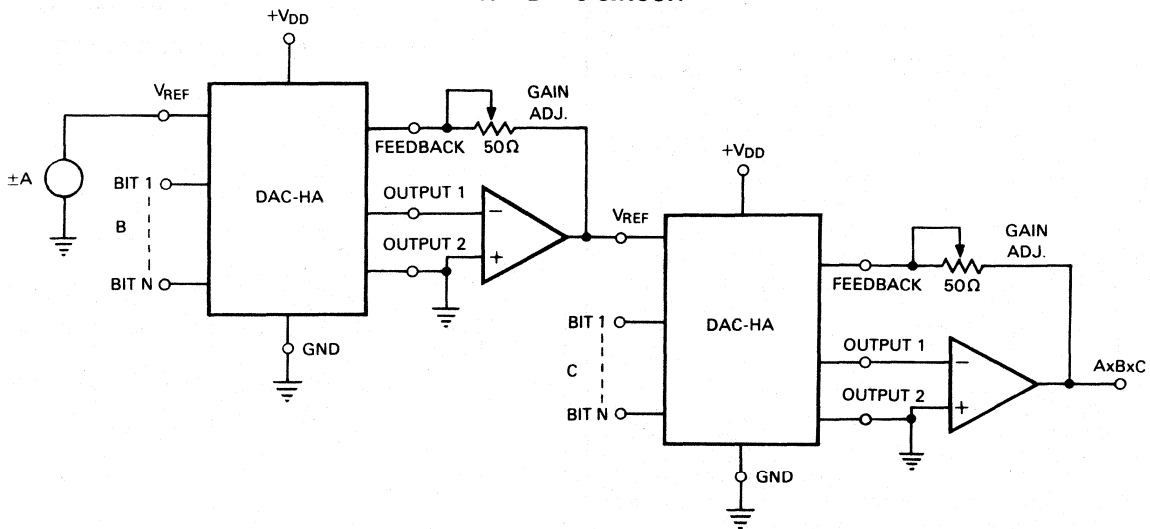 +VDD
VREF
GAIN
ADJ.
FEEDBACK
50Ω
±A
BIT 1
DAC-HA
OUTPUT 1
−
B
OUTPUT 2
+
BIT N
GND
+VDD
VREF
GAIN
ADJ.
FEEDBACK
50Ω
BIT 1
DAC-HA
OUTPUT 1
−
C
OUTPUT 2
+
AxBxC
BIT N
GND